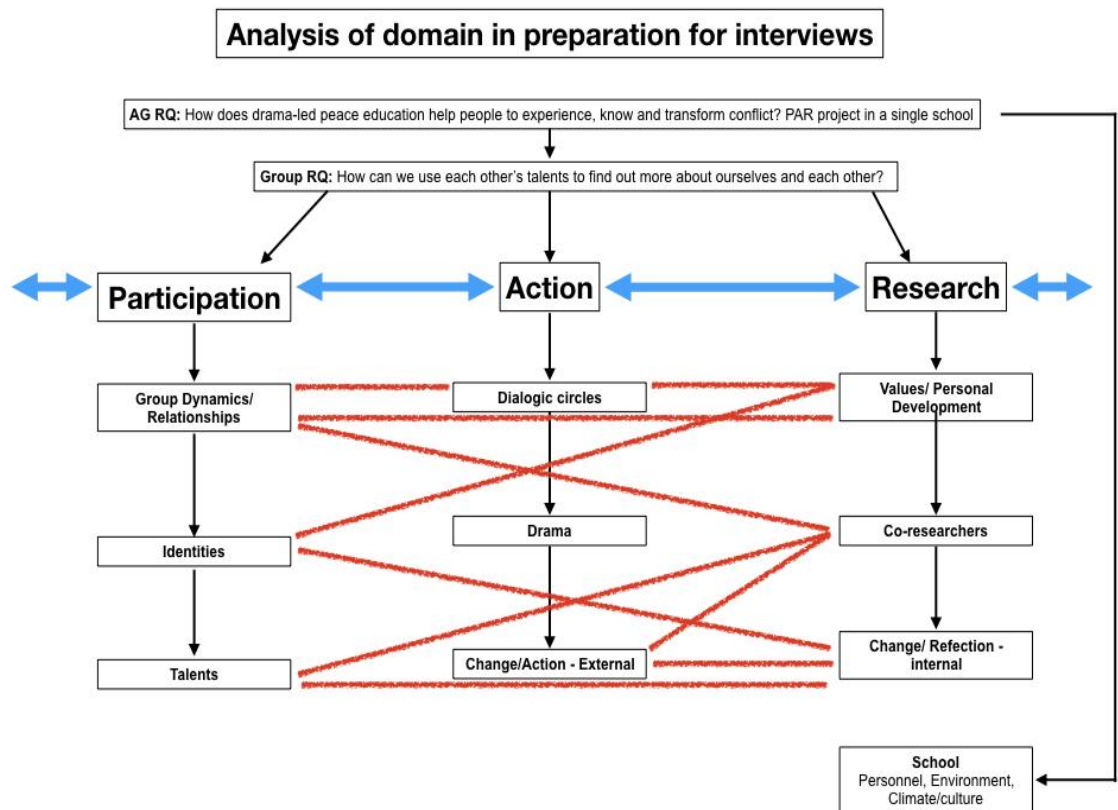 Analysis of domain in preparation for interviews
AG RQ: How does drama-led peace education help people to experience, know and transform conflict? PAR project in a single school
Group RQ: How can we use each other's talents to find out more about ourselves and each other?
Participation
Action
Research
Group Dynamics/
Relationships
Dialogic circles
Values/ Personal
Development
Identities
Drama
Co-researchers
Talents
Change/Action - External
Change/ Refection -
internal
School
Personnel, Environment,
Climate/culture